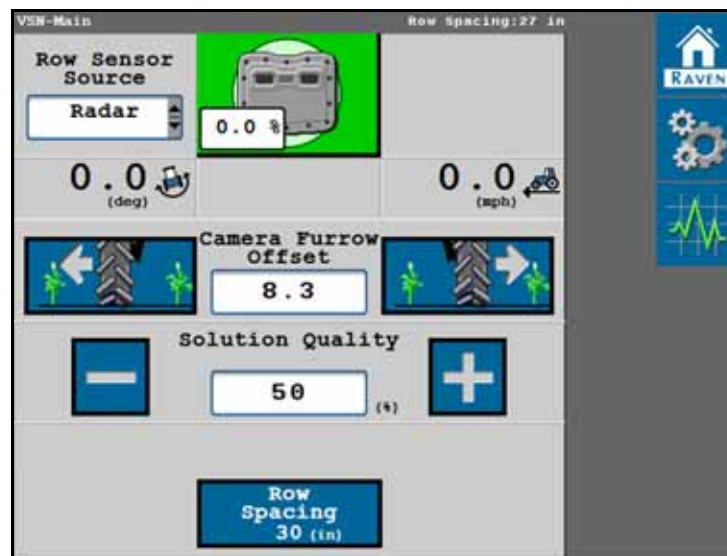 VSN-Main Row Spacing:27 in
Row Sensor
Source
Radar
0.0 %
RAVEN
0.0
(deg)
0.0
(mph)
Camera Furrow
Offset
8.3
Solution Quality
50
(%)
Row
Spacing
30 (in)